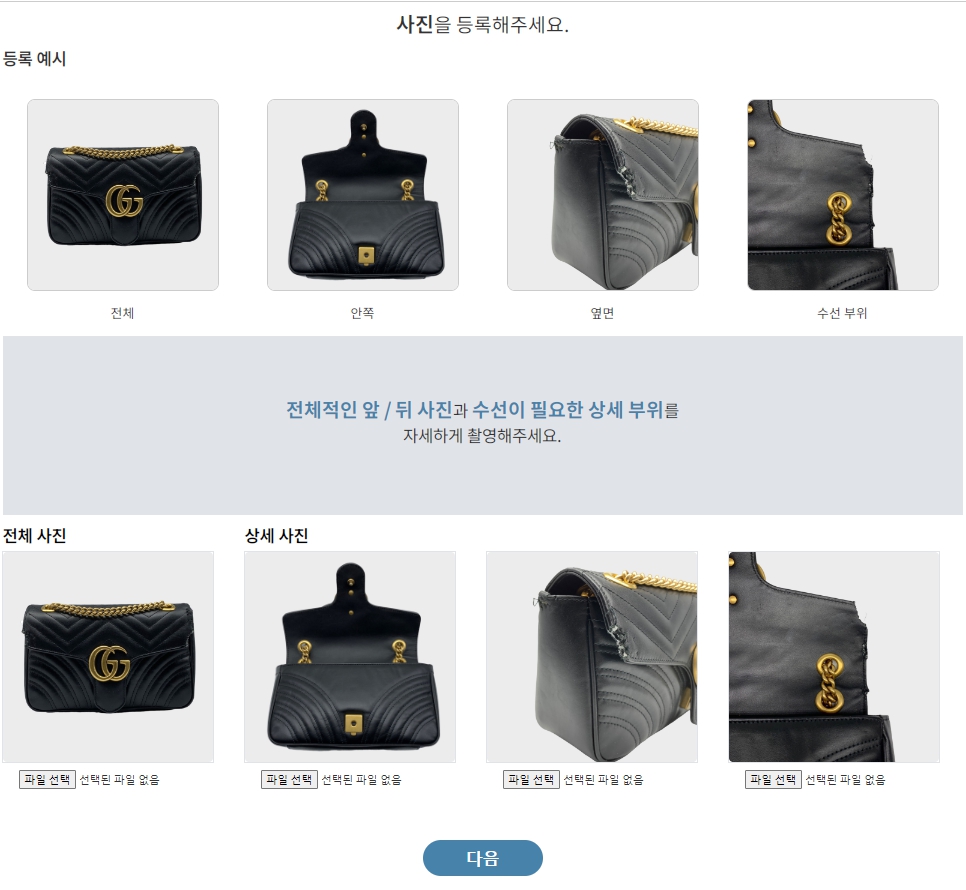 사진을 등록해주세요.
등록 예시
전체
안쪽
옆면
수선 부위
전체적인 앞 / 뒤 사진과 수선이 필요한 상세 부위를
자세하게 촬영해주세요.
전체 사진
상세 사진
파일 선택 선택된 파일 없음
파일 선택 선택된 파일 없음
파일 선택 선택된 파일 없음
파일 선택 선택된 파일 없음
다음